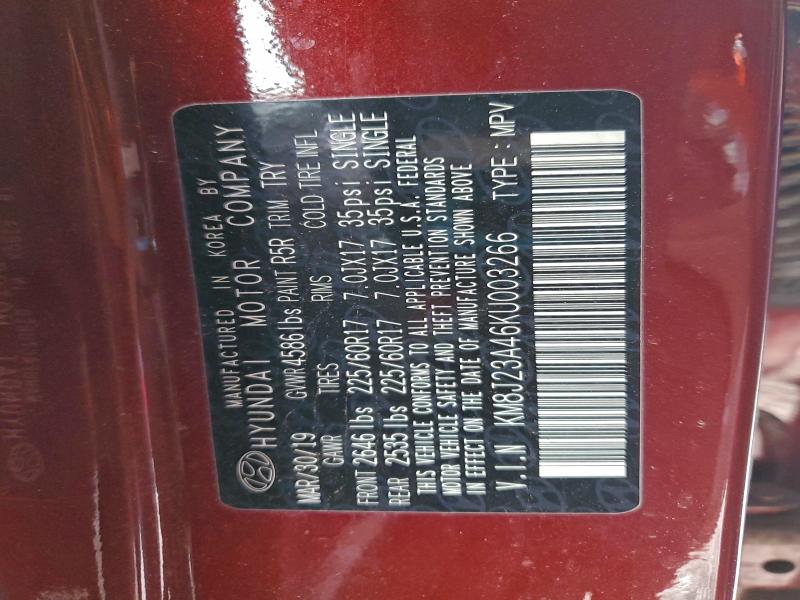 MANUFACTURED IN KOREA BY
HYUNDAI MOTOR COMPANY
MAR/30/19 GVWR4586lbs PAINT R5R TRIM TRY
GAWR TIRES RIMS COLD TIRE INFL
FRONT 2646 lbs 225/60R17 7.0JX17 35psi SINGLE
REAR 2535 lbs 225/60R17 7.0JX17 35psi SINGLE
THIS VEHICLE CONFORMS TO ALL APPLICABLE U.S.A. FEDERAL
MOTOR VEHICLE SAFETY AND THEFT PREVENTION STANDARDS
IN EFFECT ON THE DATE OF MANUFACTURE SHOWN ABOVE
V.I.N KM8J23A46KU003266 TYPE : MPV